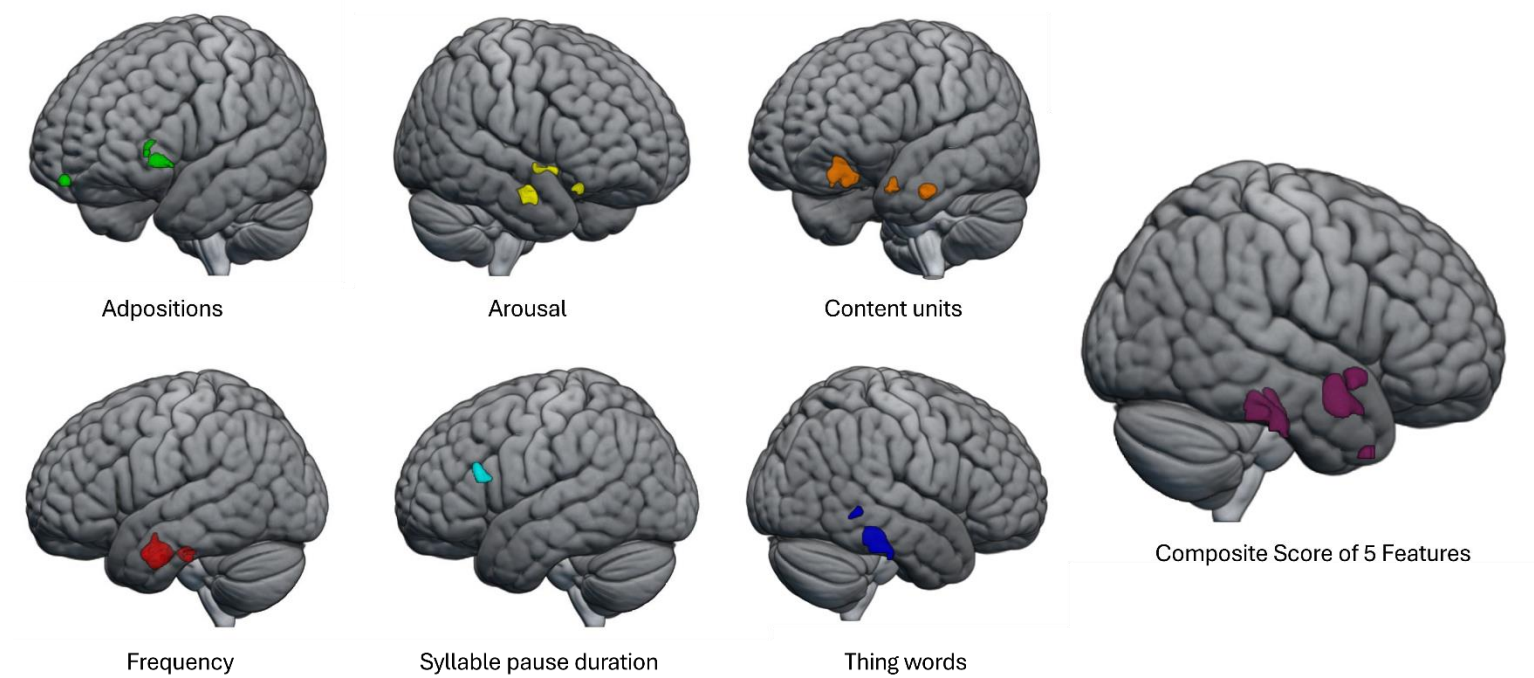 Adpositions
Arousal
Content units
Composite Score of 5 Features
Frequency
Syllable pause duration
Thing words